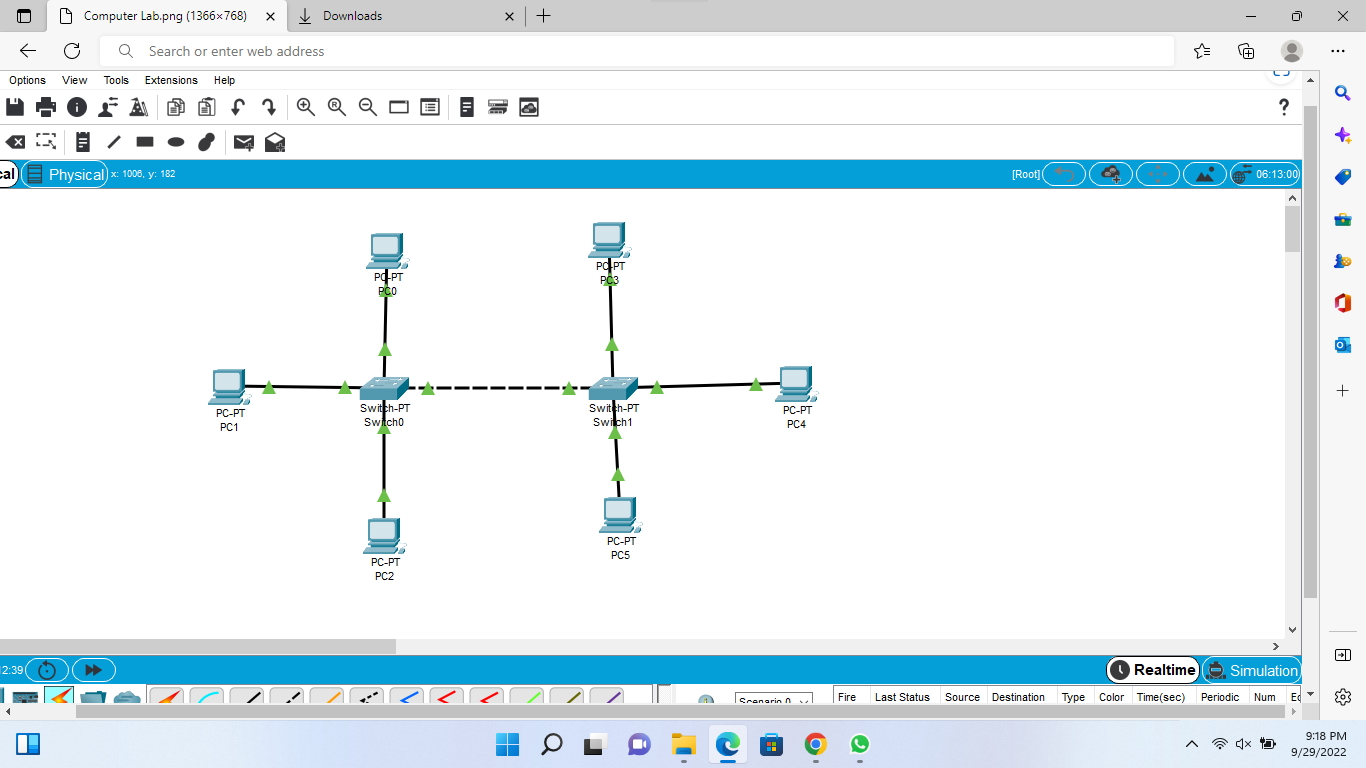 Computer Lab.png (1366×768)
Downloads
Search or enter web address
Options View Tools Extensions Help
Physical x: 1006, y: 182
[Root] 06:13:00
PC-PT
PC0
PC-PT
PC3
PC-PT
PC1
Switch-PT
Switch0
Switch-PT
Switch1
PC-PT
PC4
PC-PT
PC2
PC-PT
PC5
2:39
Realtime Simulation
Scenario 0
Fire Last Status Source Destination Type Color Time(sec) Periodic Num
9:18 PM
9/29/2022